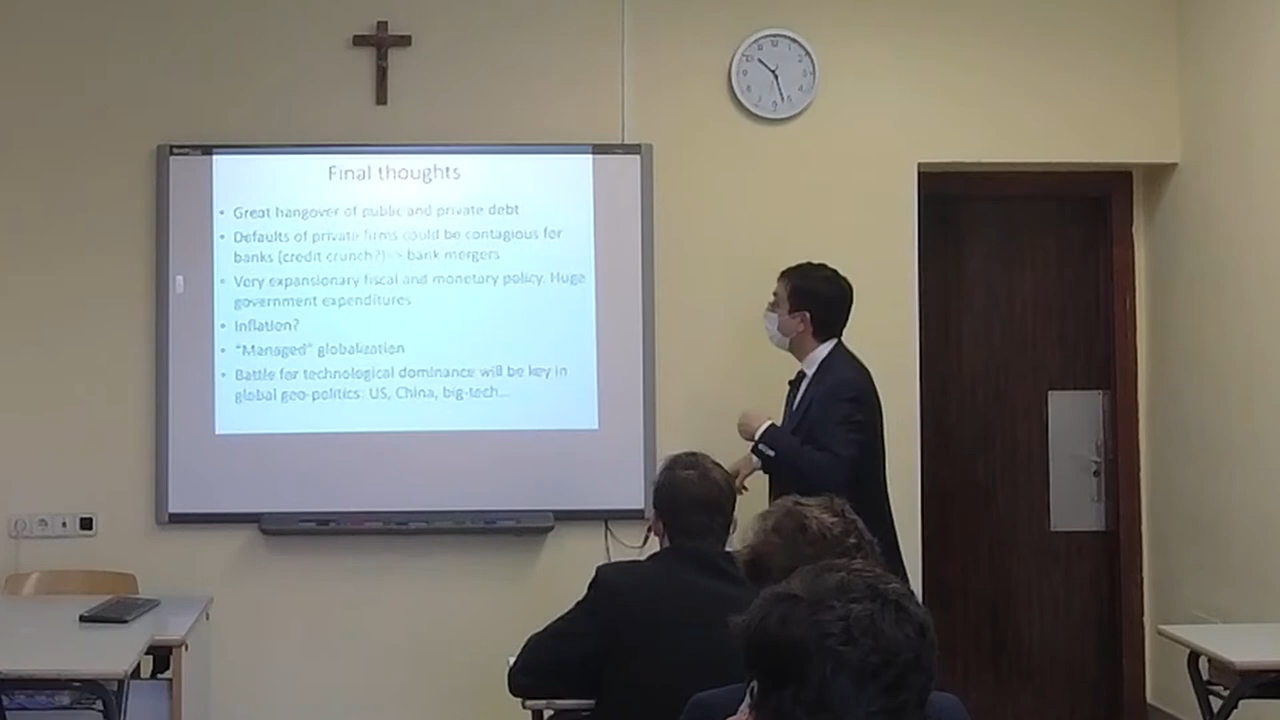 Final thoughts
• Great hangover of public and private debt
• Defaults of private firms could be contagious for
banks (credit crunch?) -> bank mergers
• Very expansionary fiscal and monetary policy. Huge
government expenditures
• Inflation?
• "Managed" globalization
• Battle for technological dominance will be key in
global geo-politics: US, China, big-tech...